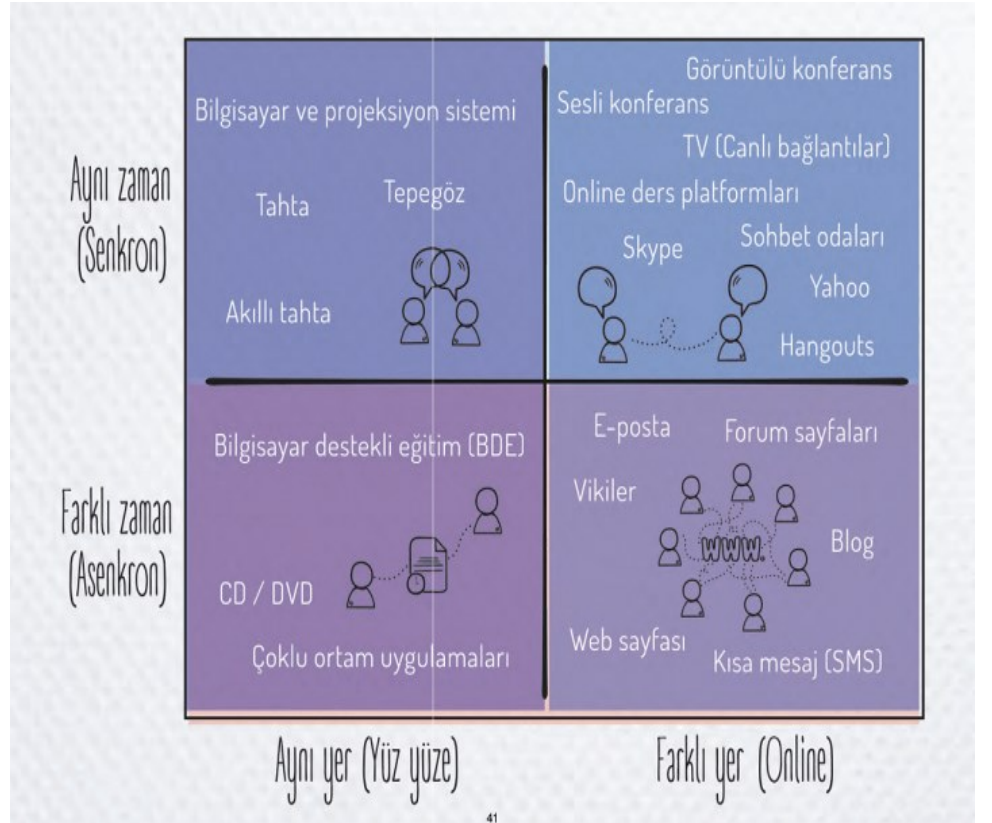 Aynı zaman
(Senkron)
Bilgisayar ve projeksiyon sistemi
Tahta
Tepegöz
Akıllı tahta
Görüntülü konferans
Sesli konferans
TV (Canlı bağlantılar)
Online ders platformları
Skype
Sohbet odaları
Yahoo
Hangouts
Farklı zaman
(Asenkron)
Bilgisayar destekli eğitim (BDE)
CD / DVD
Çoklu ortam uygulamaları
E-posta
Forum sayfaları
Vikiler
www.
Blog
Web sayfası
Kısa mesaj (SMS)
Aynı yer (Yüz yüze)
Farklı yer (Online)
41